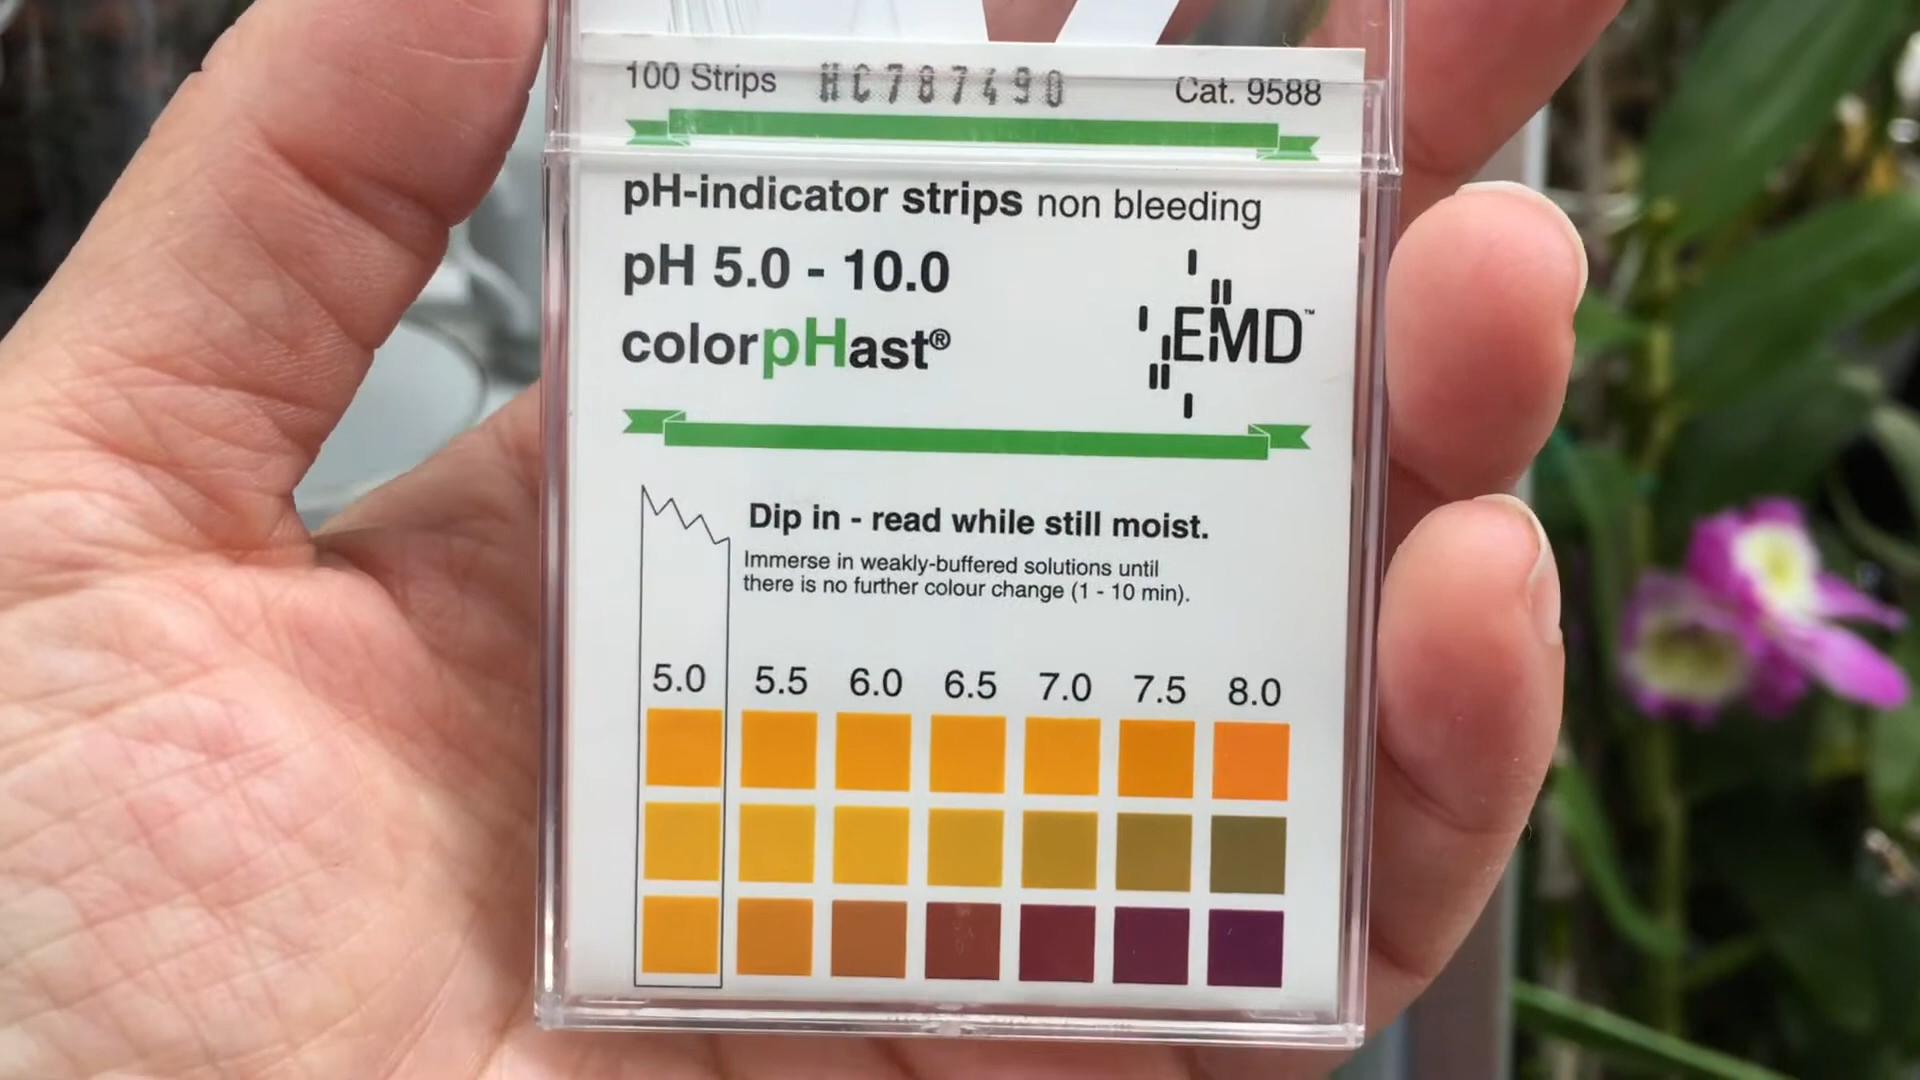 100 Strips HC787490 Cat. 9588
pH-indicator strips non bleeding
pH 5.0 - 10.0
colorpHast®
EMD™
Dip in - read while still moist.
Immerse in weakly-buffered solutions until
there is no further colour change (1 - 10 min).
5.0 5.5 6.0 6.5 7.0 7.5 8.0